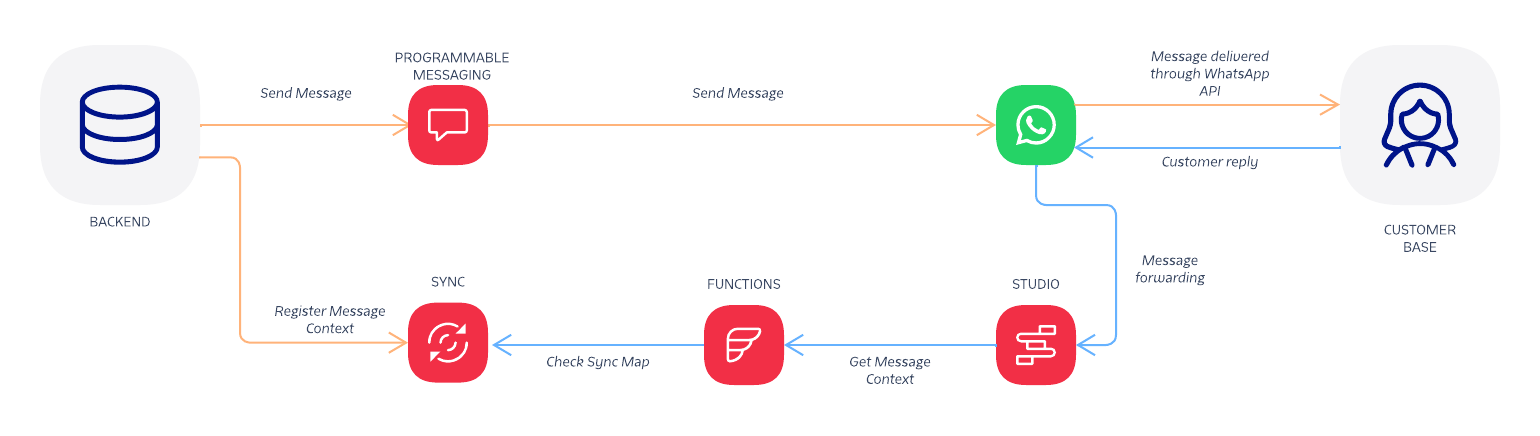 PROGRAMMABLE
MESSAGING
Send Message
Send Message
Message delivered
through WhatsApp
API
Customer reply
BACKEND
CUSTOMER
BASE
Message
forwarding
SYNC
FUNCTIONS
STUDIO
Register Message
Context
Check Sync Map
Get Message
Context